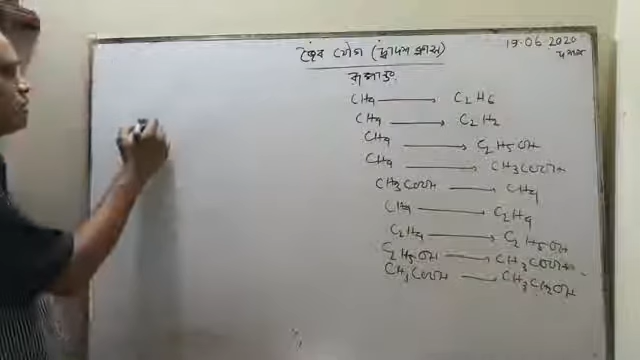 জৈব যৌগ (দ্বাদশ ক্লাস)
19.06.2020
রূপান্তর
CH4 → C2H6
CH4 → C2H2
CH4 → C2H5OH
CH4 → CH3COOH
CH3COOH → CH4
CH4 → C2H4
C2H4 → C2H5OH
C2H5OH → CH3COOH
CH3COOH → CH3CH2OH